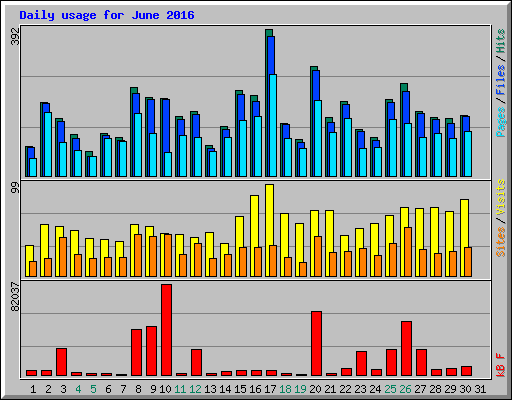 Daily usage for June 2016
392
Pages / Files / Hits
99
Sites / Visits
82037
kB F
1 2 3 4 5 6 7 8 9 10 11 12 13 14 15 16 17 18 19 20 21 22 23 24 25 26 27 28 29 30 31